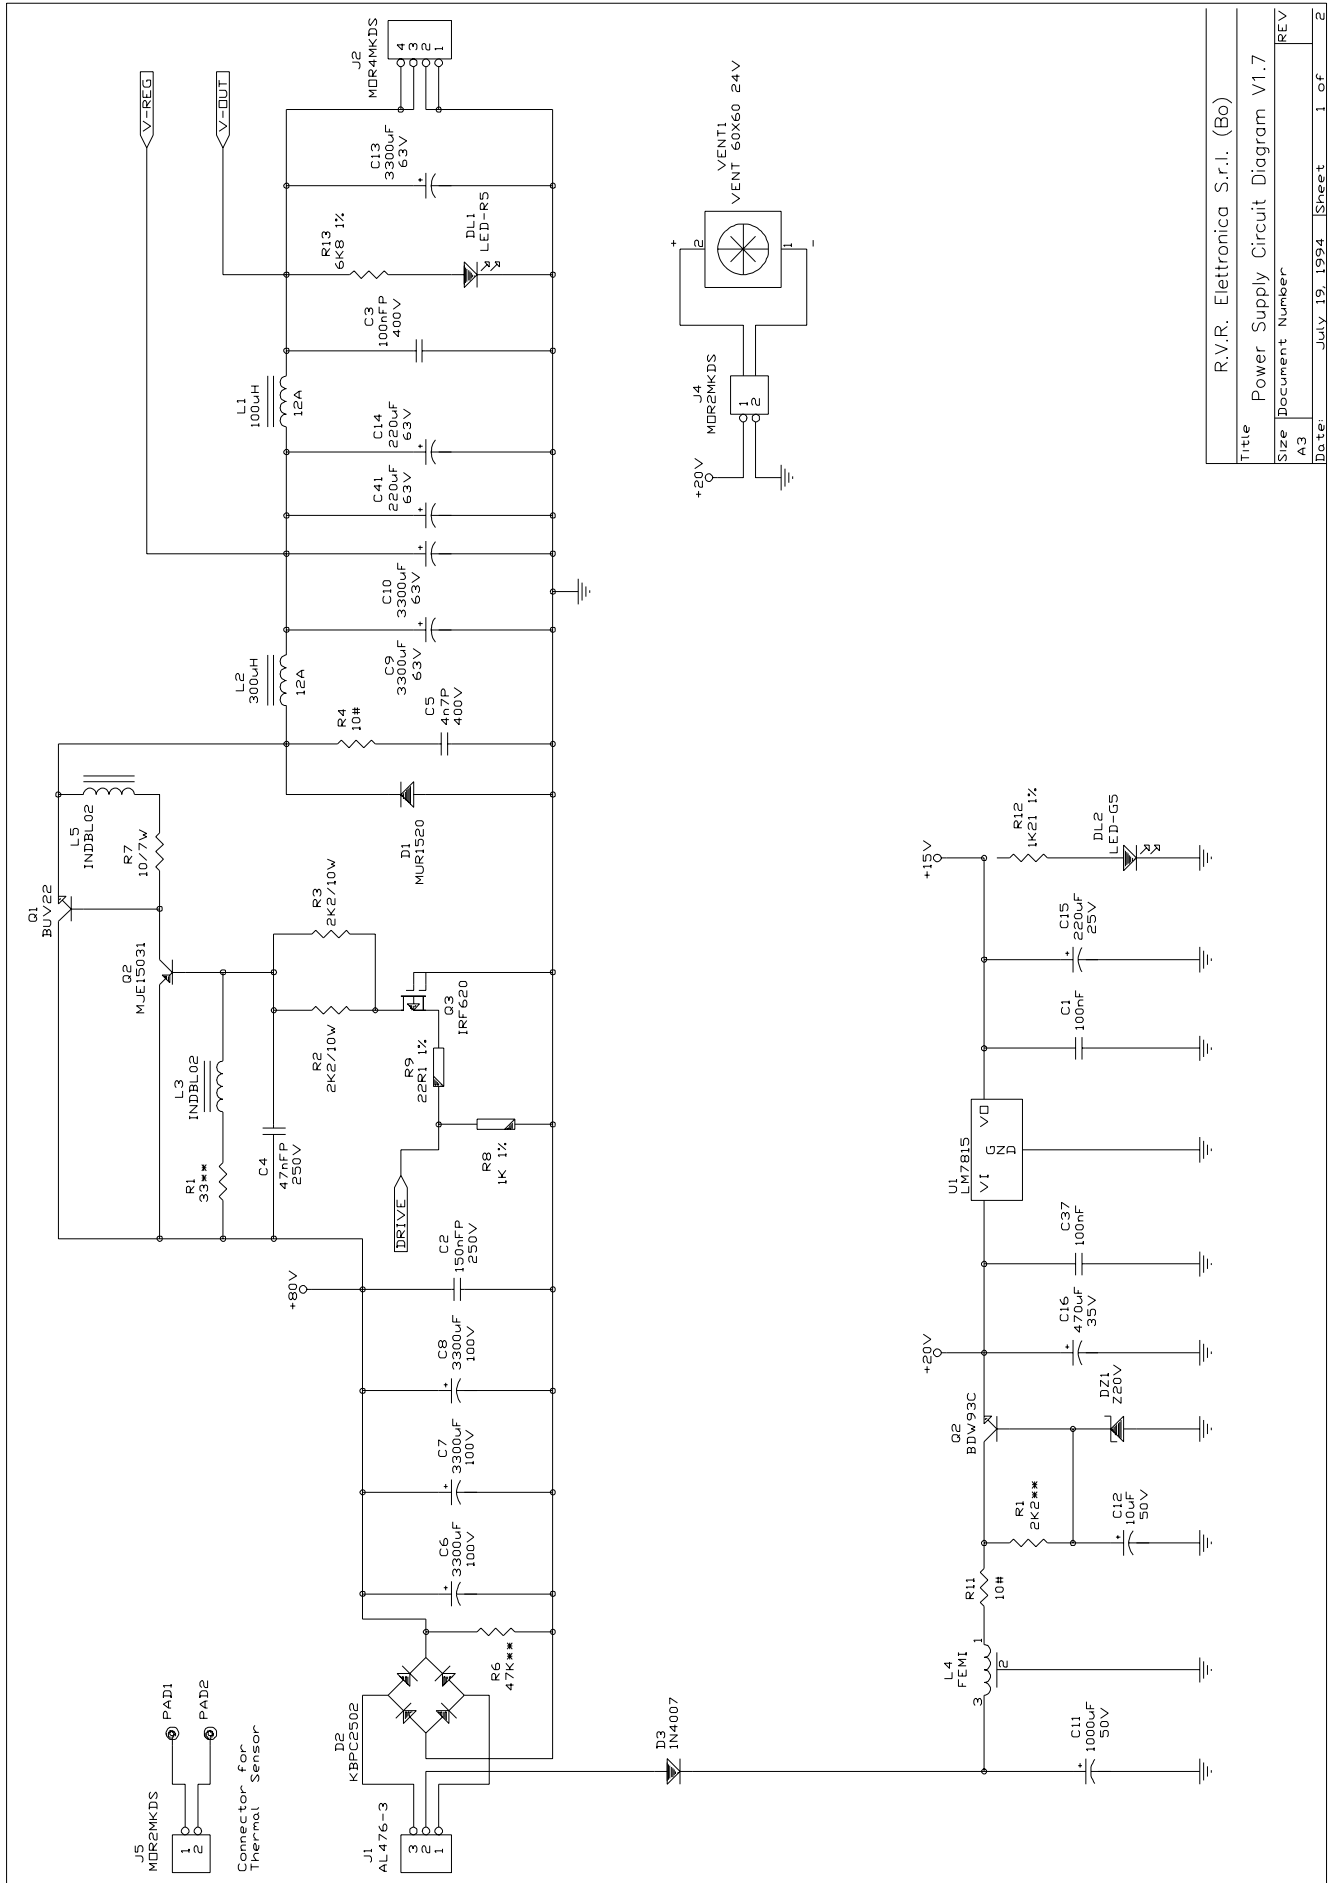 J5
MOR2MKDS
1
2
PAD1
PAD2
Connector for
Thermal Sensor
J1
AL476-3
3
2
1
D2
KBPC2502
R6
47K**
C6
3300uF
100V
+
C7
3300uF
100V
+
C8
3300uF
100V
+
+80V
C2
150nFP
250V
DRIVE
R8
1K 1%
R9
22R1 1%
Q3
IRF620
R1
33**
L3
INDBL02
C4
47nFP
250V
R2
2K2/10W
R3
2K2/10W
Q2
MJE15031
Q1
BUV22
R7
10/7W
L5
INDBL02
D1
MUR1520
R4
10#
C5
4n7P
400V
L2
300uH
12A
C9
3300uF
63V
+
C10
3300uF
63V
+
C41
220uF
63V
+
C14
220uF
63V
+
L1
100uH
12A
C3
100nFP
400V
R13
6K8 1%
DL1
LED-R5
C13
3300uF
63V
+
V-REG
V-OUT
J2
MOR4MKDS
4
3
2
1
+20V
J4
MOR2MKDS
1
2
+
2
1
-
VENT1
VENT 60X60 24V
D3
1N4007
C11
1000uF
50V
+
L4
FEMI
3
1
2
R11
10#
R1
2K2**
C12
10uF
50V
+
Q2
BDW93C
DZ1
Z20V
+20V
C16
470uF
35V
+
C37
100nF
U1
LM7815
VI
VO
GND
C1
100nF
C15
220uF
25V
+
+15V
R12
1K21 1%
DL2
LED-G5
R.V.R. Elettronica S.r.l. (Bo)
Title
Power Supply Circuit Diagram V1.7
Size
Document Number
REV
A3
Date:
July 19, 1994
Sheet
1
of
2